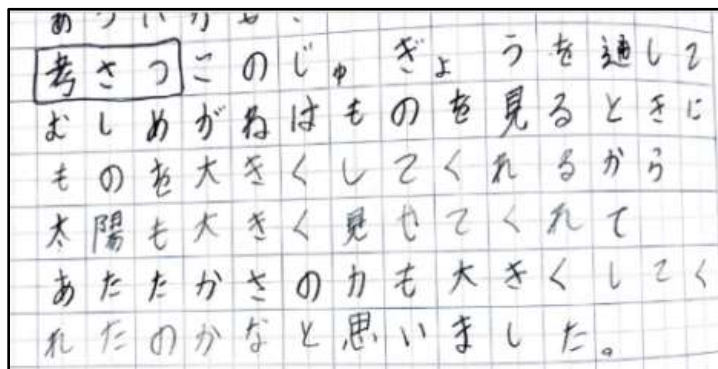 考さつ このじゅぎょうを通して
むしめがねはものを見るときに
ものを大きくしてくれるから
太陽も大きく見せてくれて
あたたかさの力も大きくしてく
れたのかなと思いました。